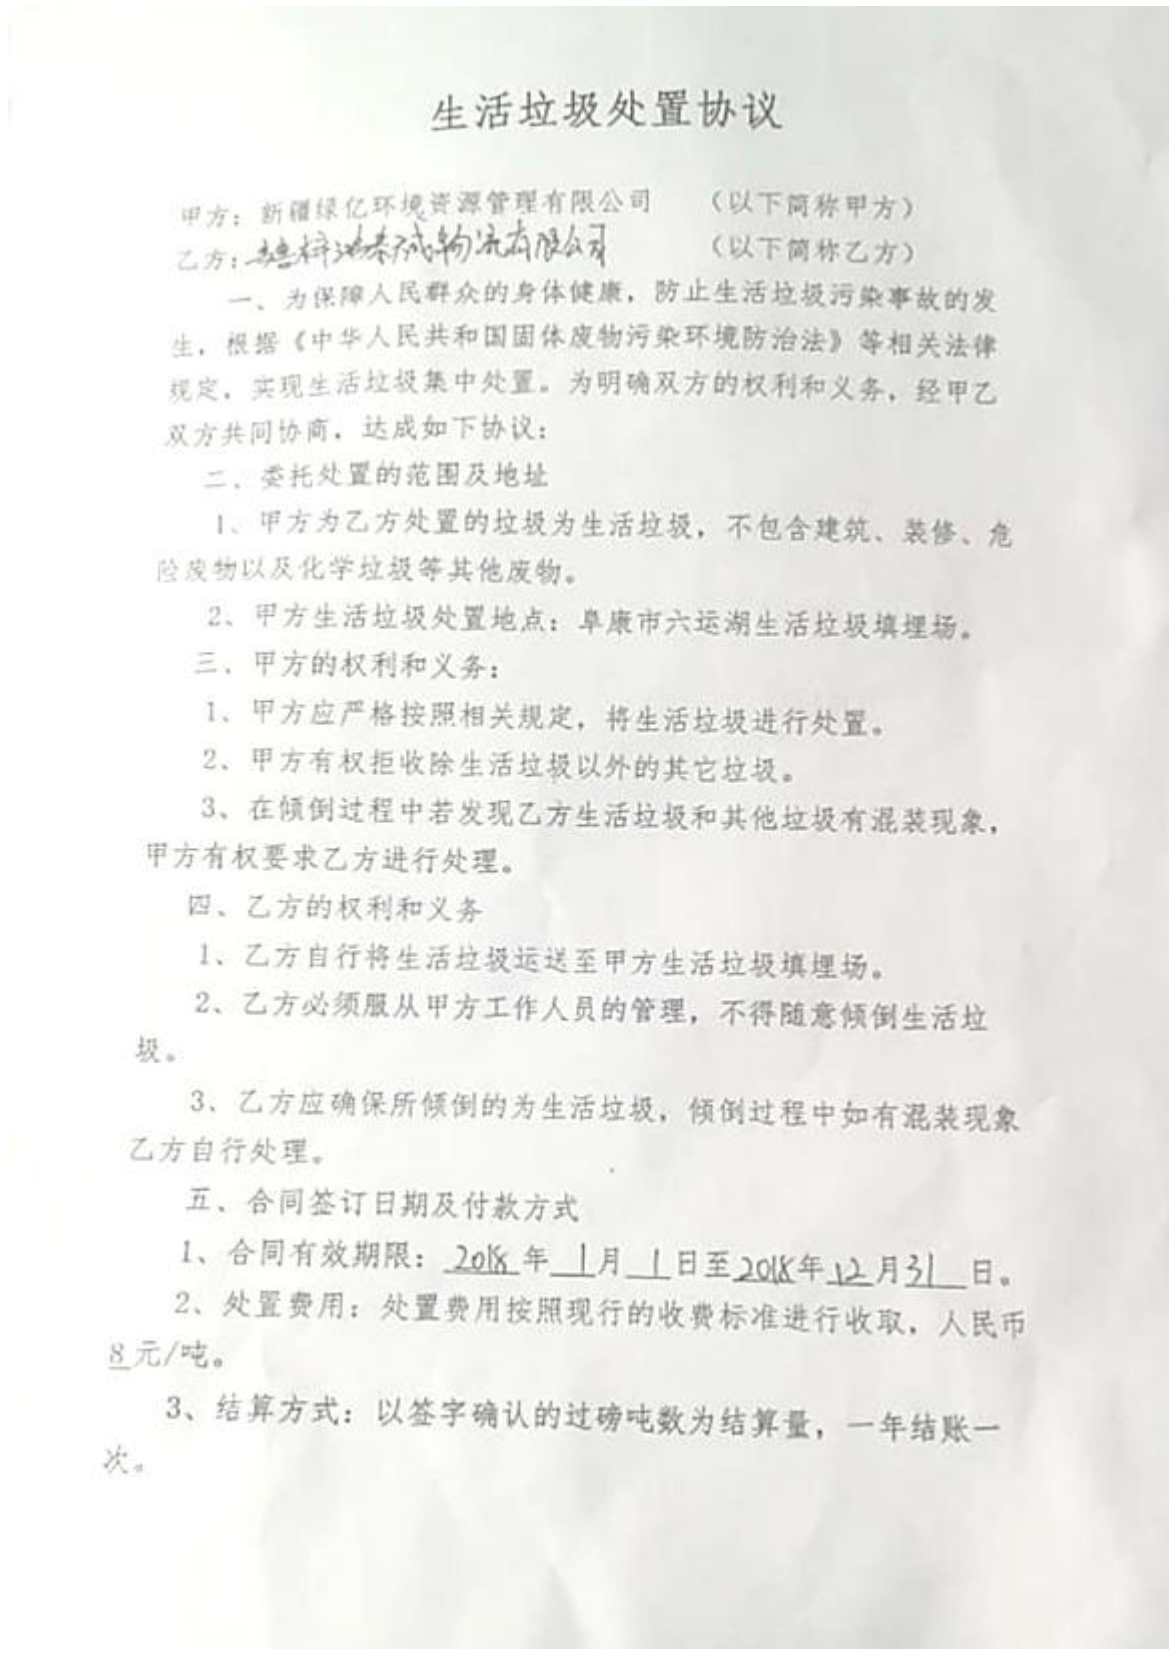 生活垃圾处置协议
甲方：新疆绿亿环境资源管理有限公司 （以下简称甲方）
乙方：物流有限公司 （以下简称乙方）
一、为保障人民群众的身体健康，防止生活垃圾污染事故的发
生，根据《中华人民共和国固体废物污染环境防治法》等相关法律
规定，实现生活垃圾集中处置。为明确双方的权利和义务，经甲乙
双方共同协商，达成如下协议：
二、委托处置的范围及地址
1、甲方为乙方处置的垃圾为生活垃圾，不包含建筑、装修、危
险废物以及化学垃圾等其他废物。
2、甲方生活垃圾处置地点：阜康市六运湖生活垃圾填埋场。
三、甲方的权利和义务：
1、甲方应严格按照相关规定，将生活垃圾进行处置。
2、甲方有权拒收除生活垃圾以外的其它垃圾。
3、在倾倒过程中若发现乙方生活垃圾和其他垃圾有混装现象，
甲方有权要求乙方进行处理。
四、乙方的权利和义务
1、乙方自行将生活垃圾运送至甲方生活垃圾填埋场。
2、乙方必须服从甲方工作人员的管理，不得随意倾倒生活垃
圾。
3、乙方应确保所倾倒的为生活垃圾，倾倒过程中如有混装现象
乙方自行处理。
五、合同签订日期及付款方式
1、合同有效期限：2018年1月1日至2018年12月31日。
2、处置费用：处置费用按照现行的收费标准进行收取，人民币
8元/吨。
3、结算方式：以签字确认的过磅吨数为结算量，一年结账一
次。